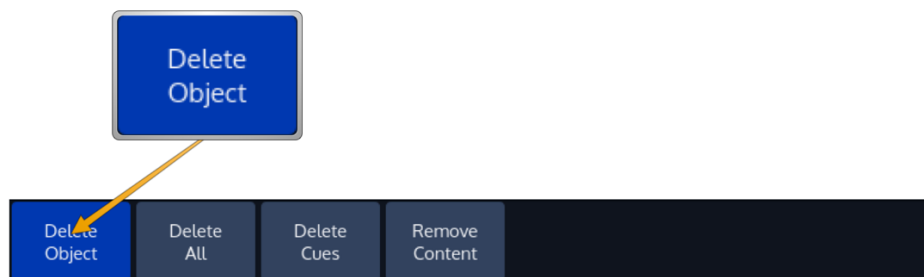 Delete
Object
Delete
Object
Delete
All
Delete
Cues
Remove
Content